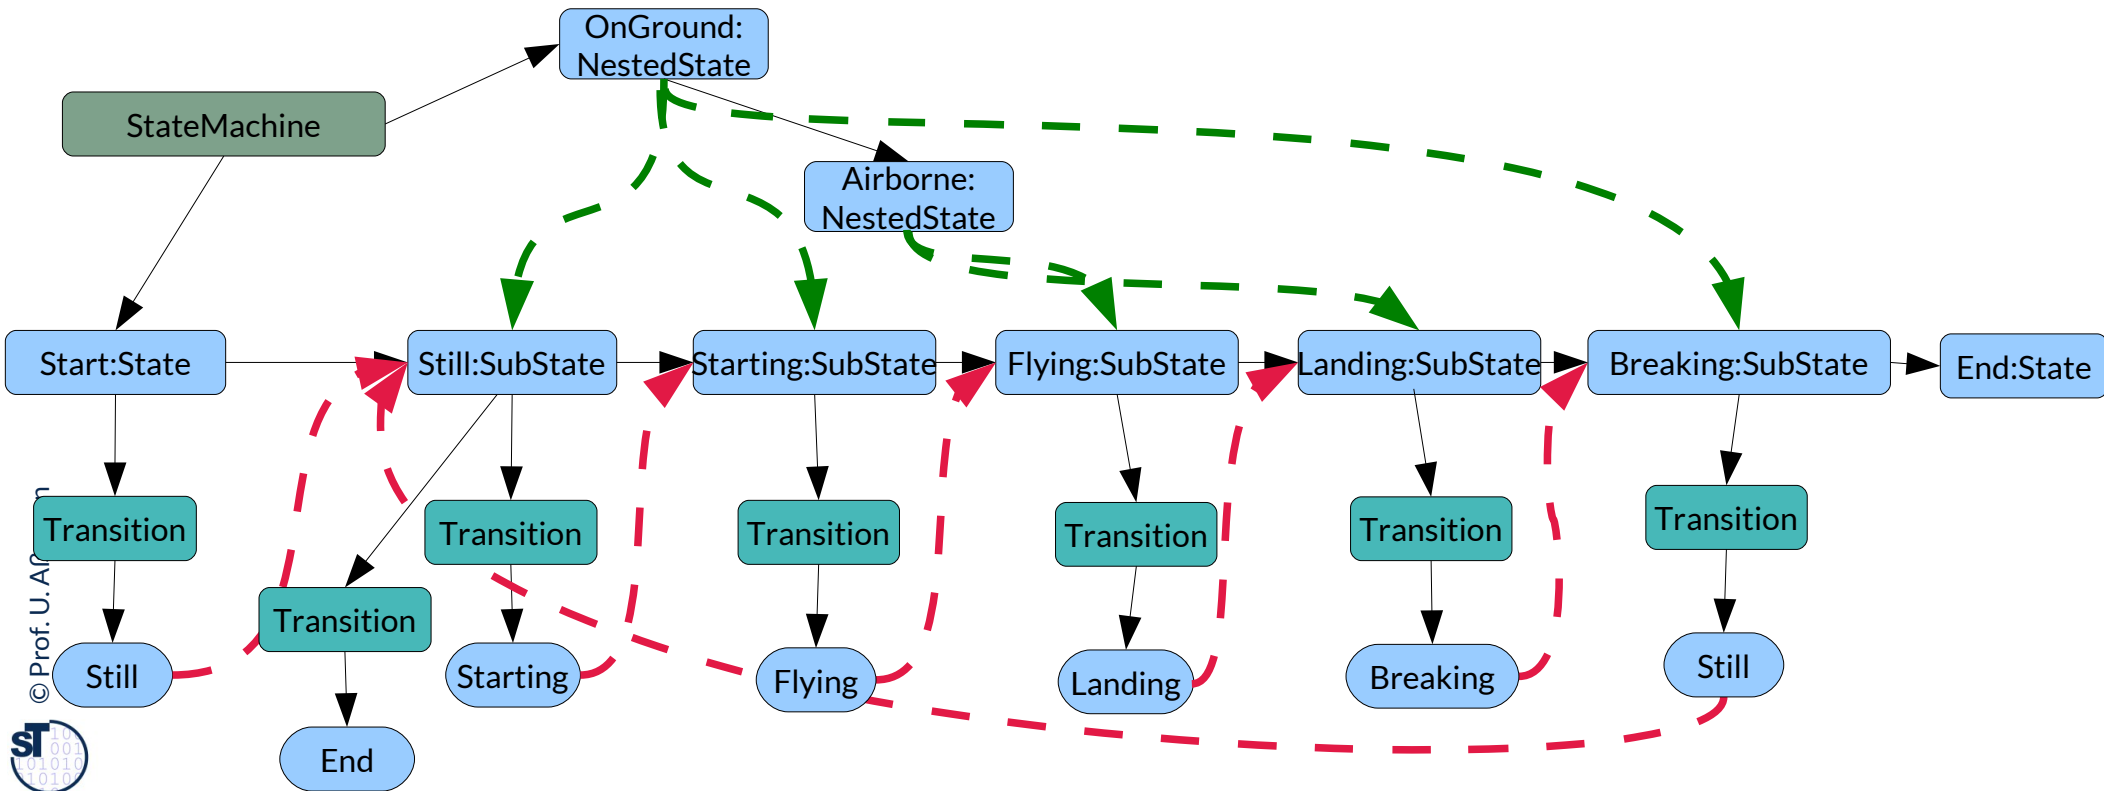 OnGround:
NestedState
StateMachine
Airborne:
NestedState
Start:State
Still:SubState
Starting:SubState
Flying:SubState
Landing:SubState
Breaking:SubState
End:State
Transition
Transition
Transition
Transition
Transition
Transition
Transition
Still
Starting
Flying
Landing
Breaking
Still
End
© Prof. U.
ST